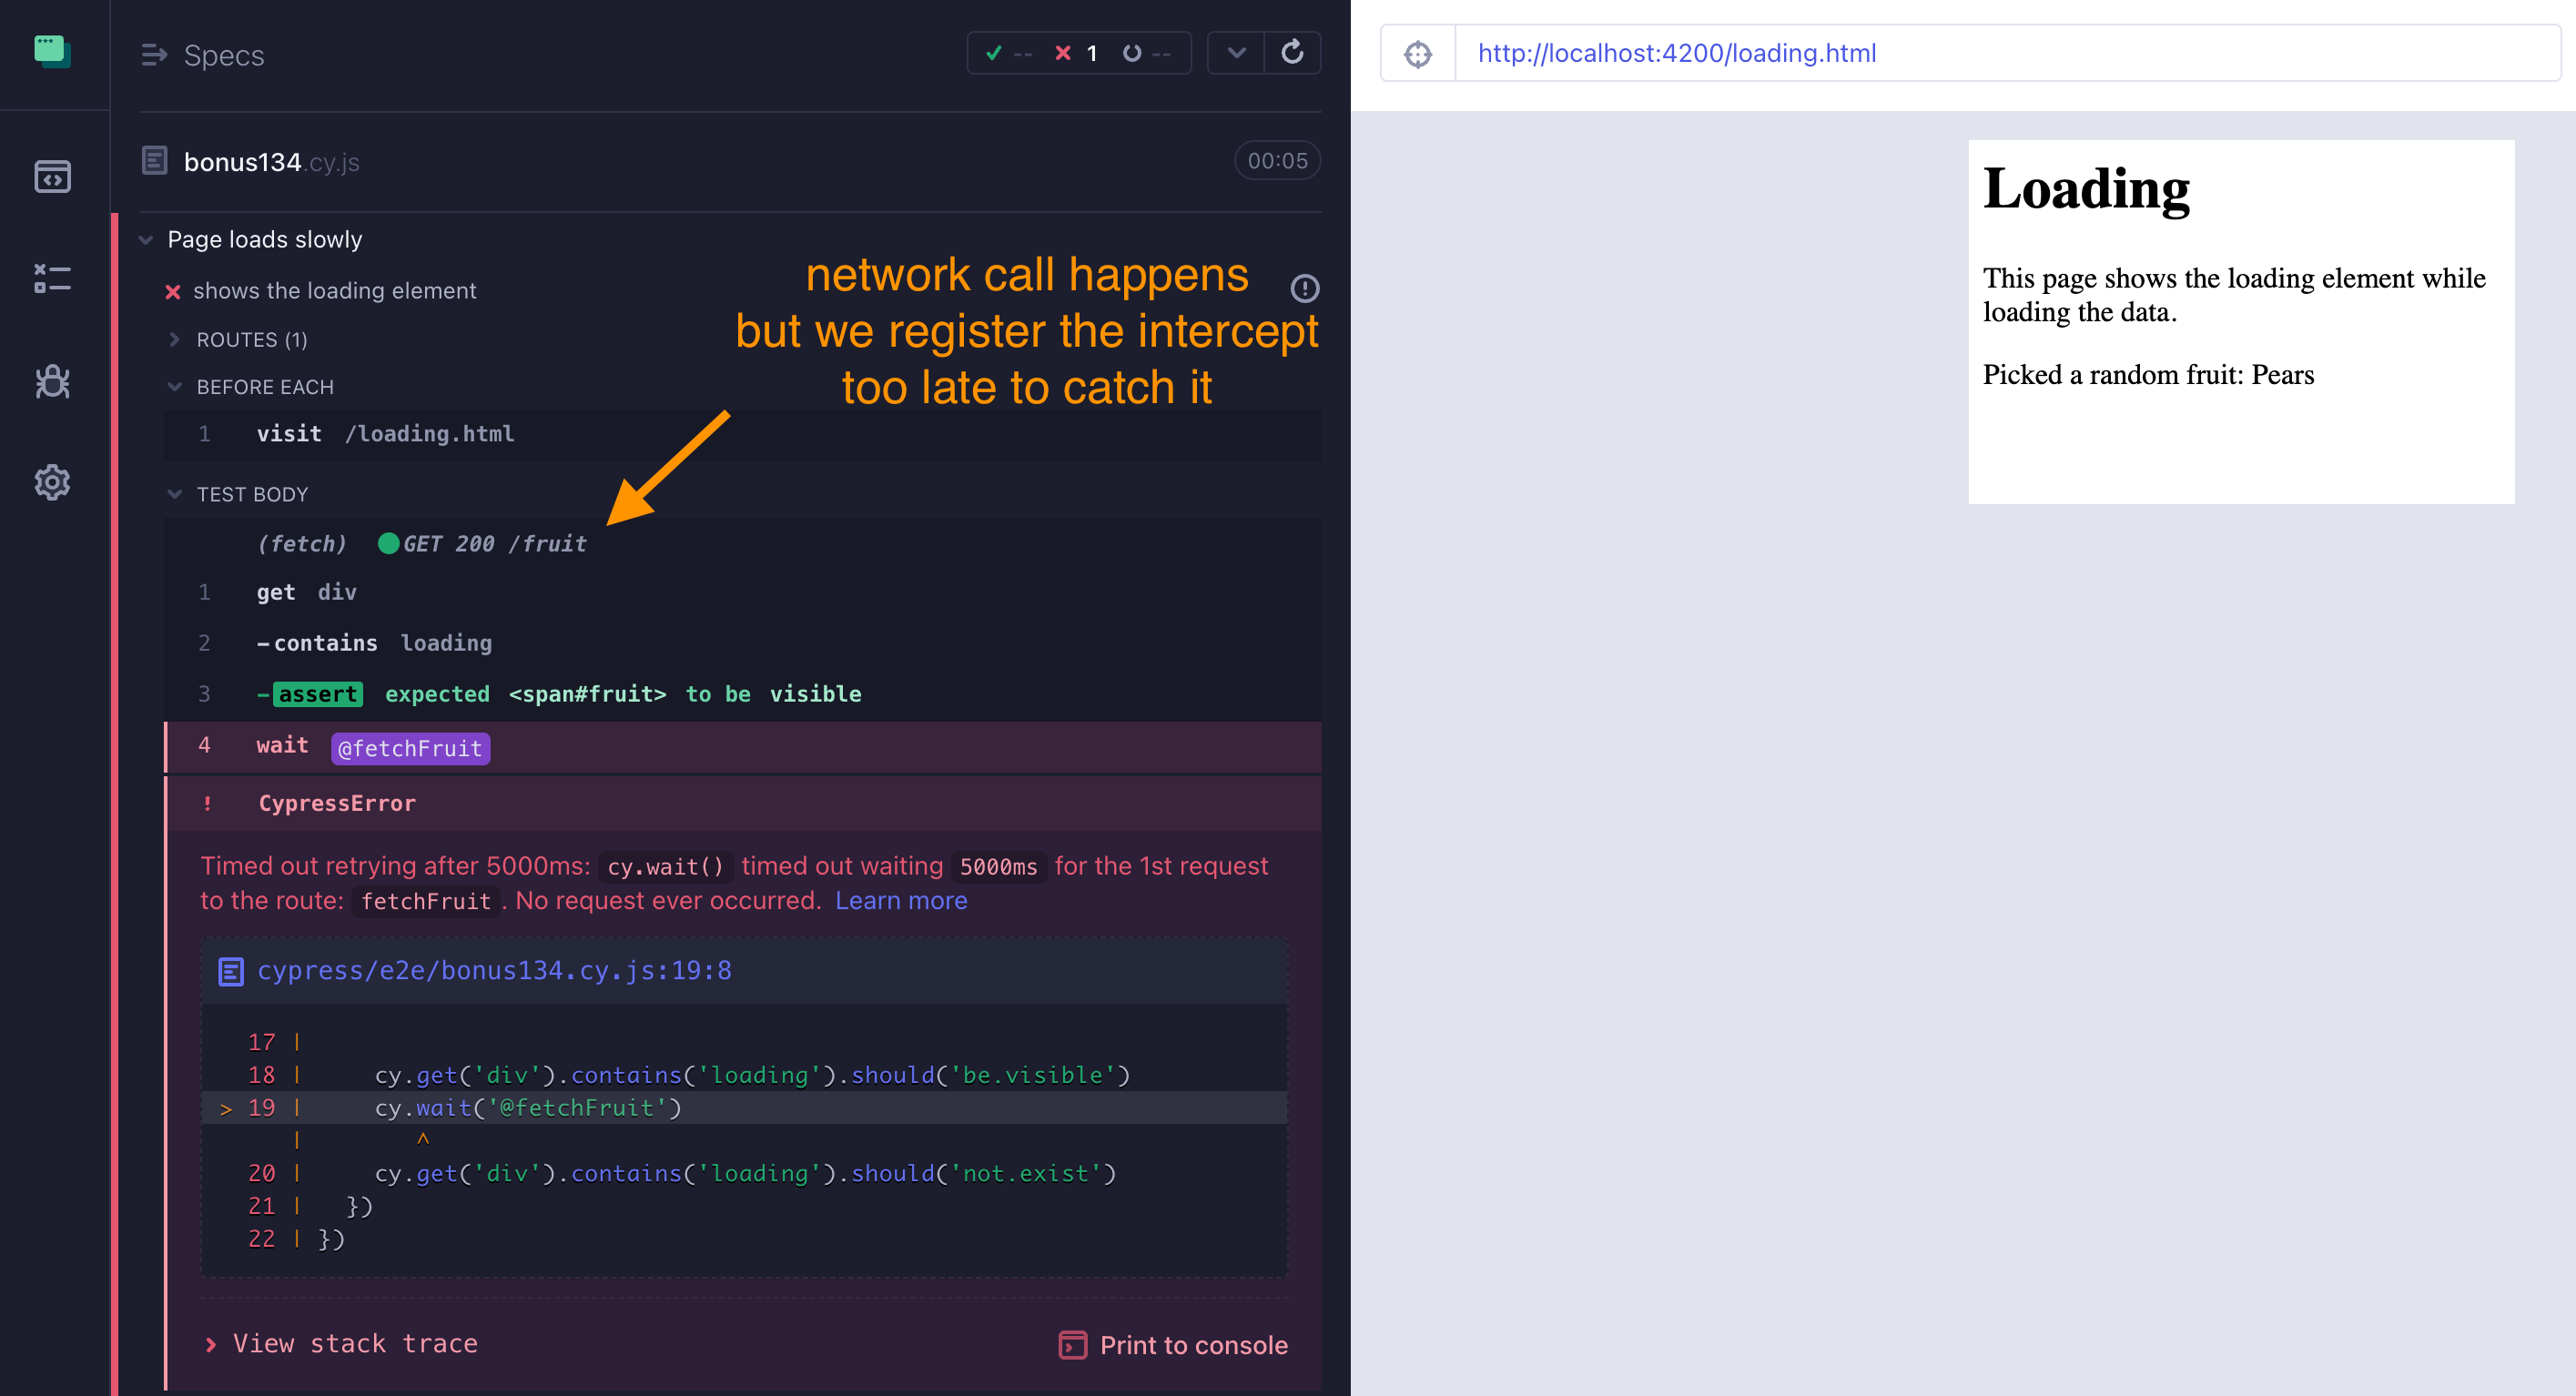 Specs
✓ -- ✕ 1 --
http://localhost:4200/loading.html
bonus134.cy.js
00:05
Page loads slowly
shows the loading element
network call happens
but we register the intercept
too late to catch it
ROUTES (1)
BEFORE EACH
1 visit /loading.html
TEST BODY
(fetch) GET 200 /fruit
1 get div
2 -contains loading
3 -assert expected <span#fruit> to be visible
4 wait @fetchFruit
! CypressError
Timed out retrying after 5000ms: cy.wait() timed out waiting 5000ms for the 1st request
to the route: fetchFruit. No request ever occurred. Learn more
cypress/e2e/bonus134.cy.js:19:8
17 |
18 | cy.get('div').contains('loading').should('be.visible')
> 19 | cy.wait('@fetchFruit')
| ^
20 | cy.get('div').contains('loading').should('not.exist')
21 | })
22 | })
> View stack trace
Print to console
Loading
This page shows the loading element while
loading the data.
Picked a random fruit: Pears